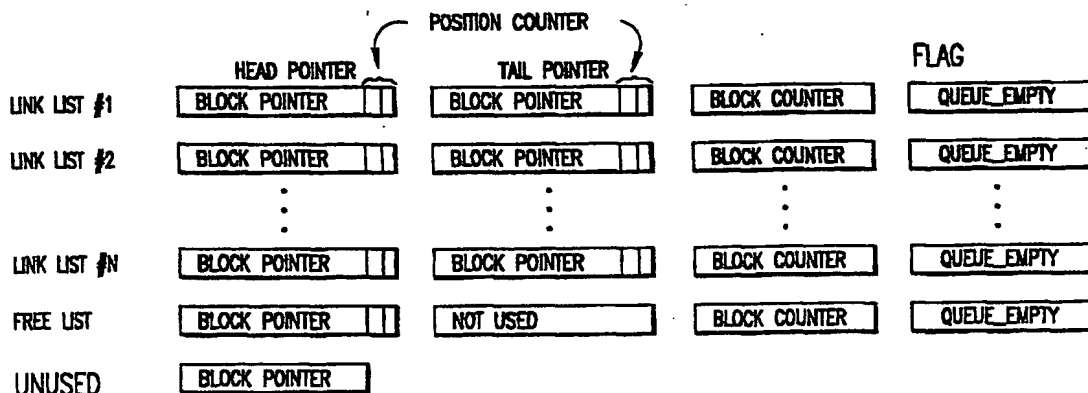 POSITION COUNTER
HEAD POINTER TAIL POINTER FLAG
LINK LIST #1 BLOCK POINTER BLOCK POINTER BLOCK COUNTER QUEUE_EMPTY
LINK LIST #2 BLOCK POINTER BLOCK POINTER BLOCK COUNTER QUEUE_EMPTY
LINK LIST #N BLOCK POINTER BLOCK POINTER BLOCK COUNTER QUEUE_EMPTY
FREE LIST BLOCK POINTER NOT USED BLOCK COUNTER QUEUE_EMPTY
UNUSED BLOCK POINTER